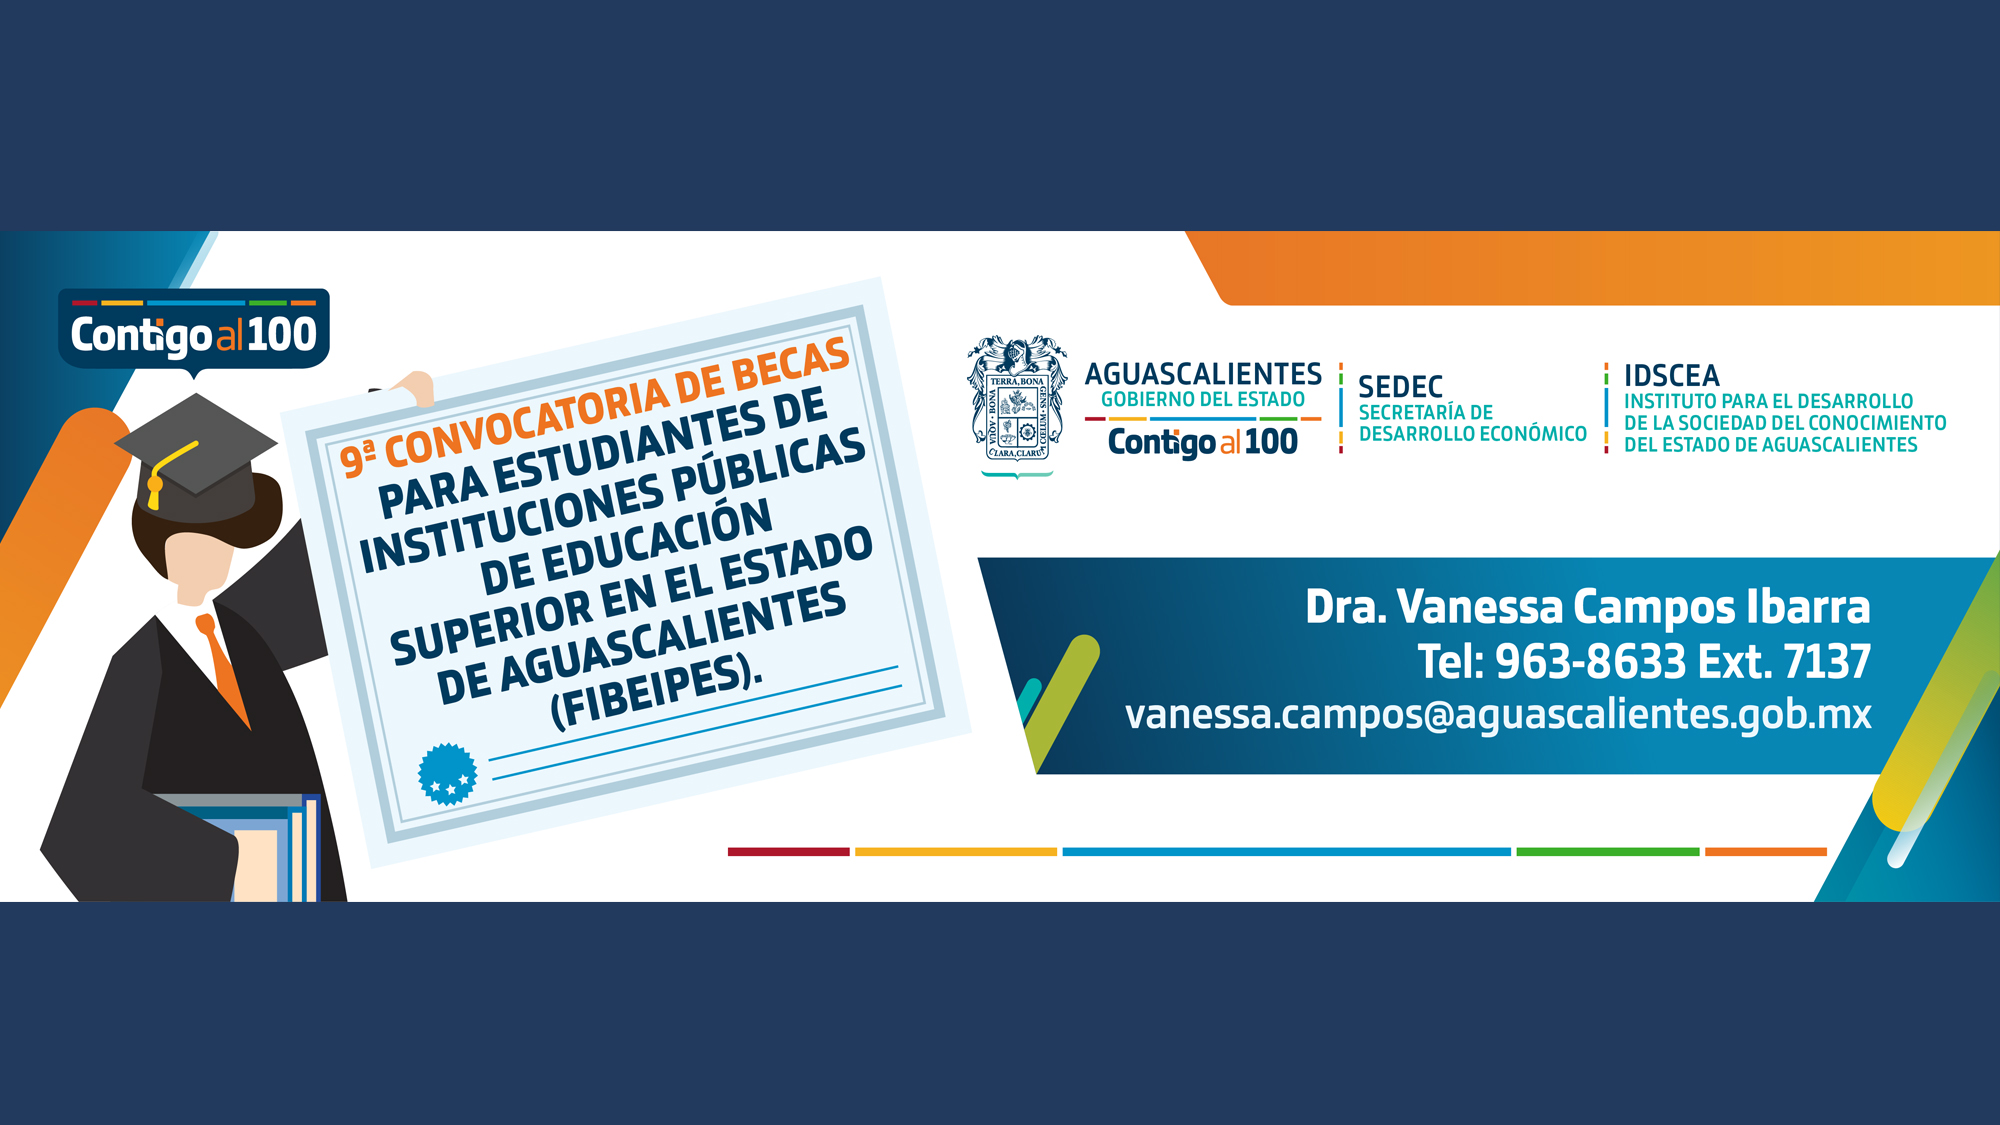 Contigo al 100
9ª CONVOCATORIA DE BECAS
PARA ESTUDIANTES DE
INSTITUCIONES PÚBLICAS
DE EDUCACIÓN
SUPERIOR EN EL ESTADO
DE AGUASCALIENTES
(FIBEIPES).
TERRA, BONA
GENS
AQVA · BONA
CLARA, CLARU
AGUASCALIENTES
GOBIERNO DEL ESTADO
Contigo al 100
SEDEC
SECRETARÍA DE
DESARROLLO ECONÓMICO
IDSCEA
INSTITUTO PARA EL DESARROLLO
DE LA SOCIEDAD DEL CONOCIMIENTO
DEL ESTADO DE AGUASCALIENTES
Dra. Vanessa Campos Ibarra
Tel: 963-8633 Ext. 7137
vanessa.campos@aguascalientes.gob.mx